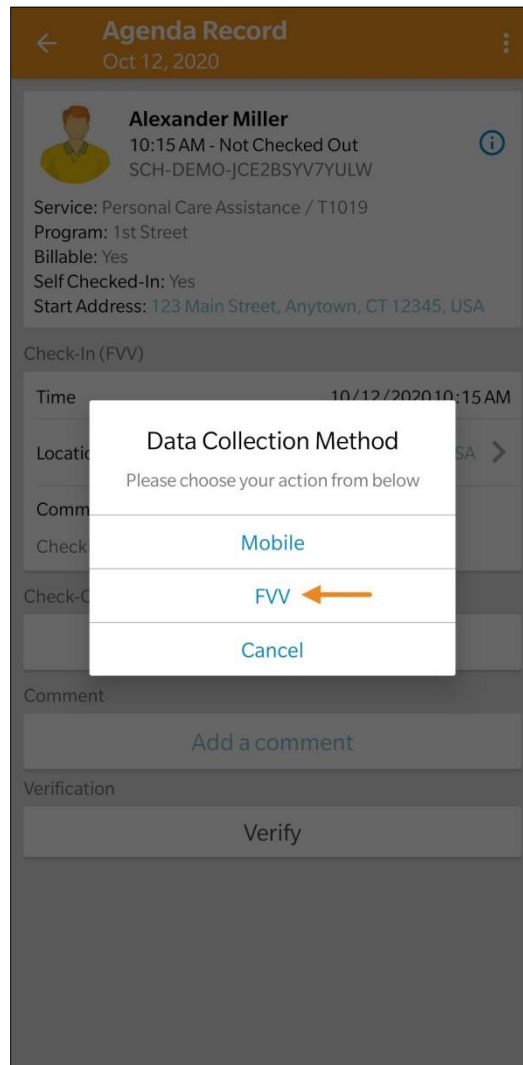 Agenda Record
Oct 12, 2020
Alexander Miller
10:15 AM - Not Checked Out
SCH-DEMO-JCE2BSYV7YULW
Service: Personal Care Assistance / T1019
Program: 1st Street
Billable: Yes
Self Checked-In: Yes
Start Address: 123 Main Street, Anytown, CT 12345, USA
Check-In (FVV)
Time 10/12/2020 10:15 AM
Data Collection Method
Please choose your action from below
Mobile
FVV
Cancel
Comment
Add a comment
Verification
Verify